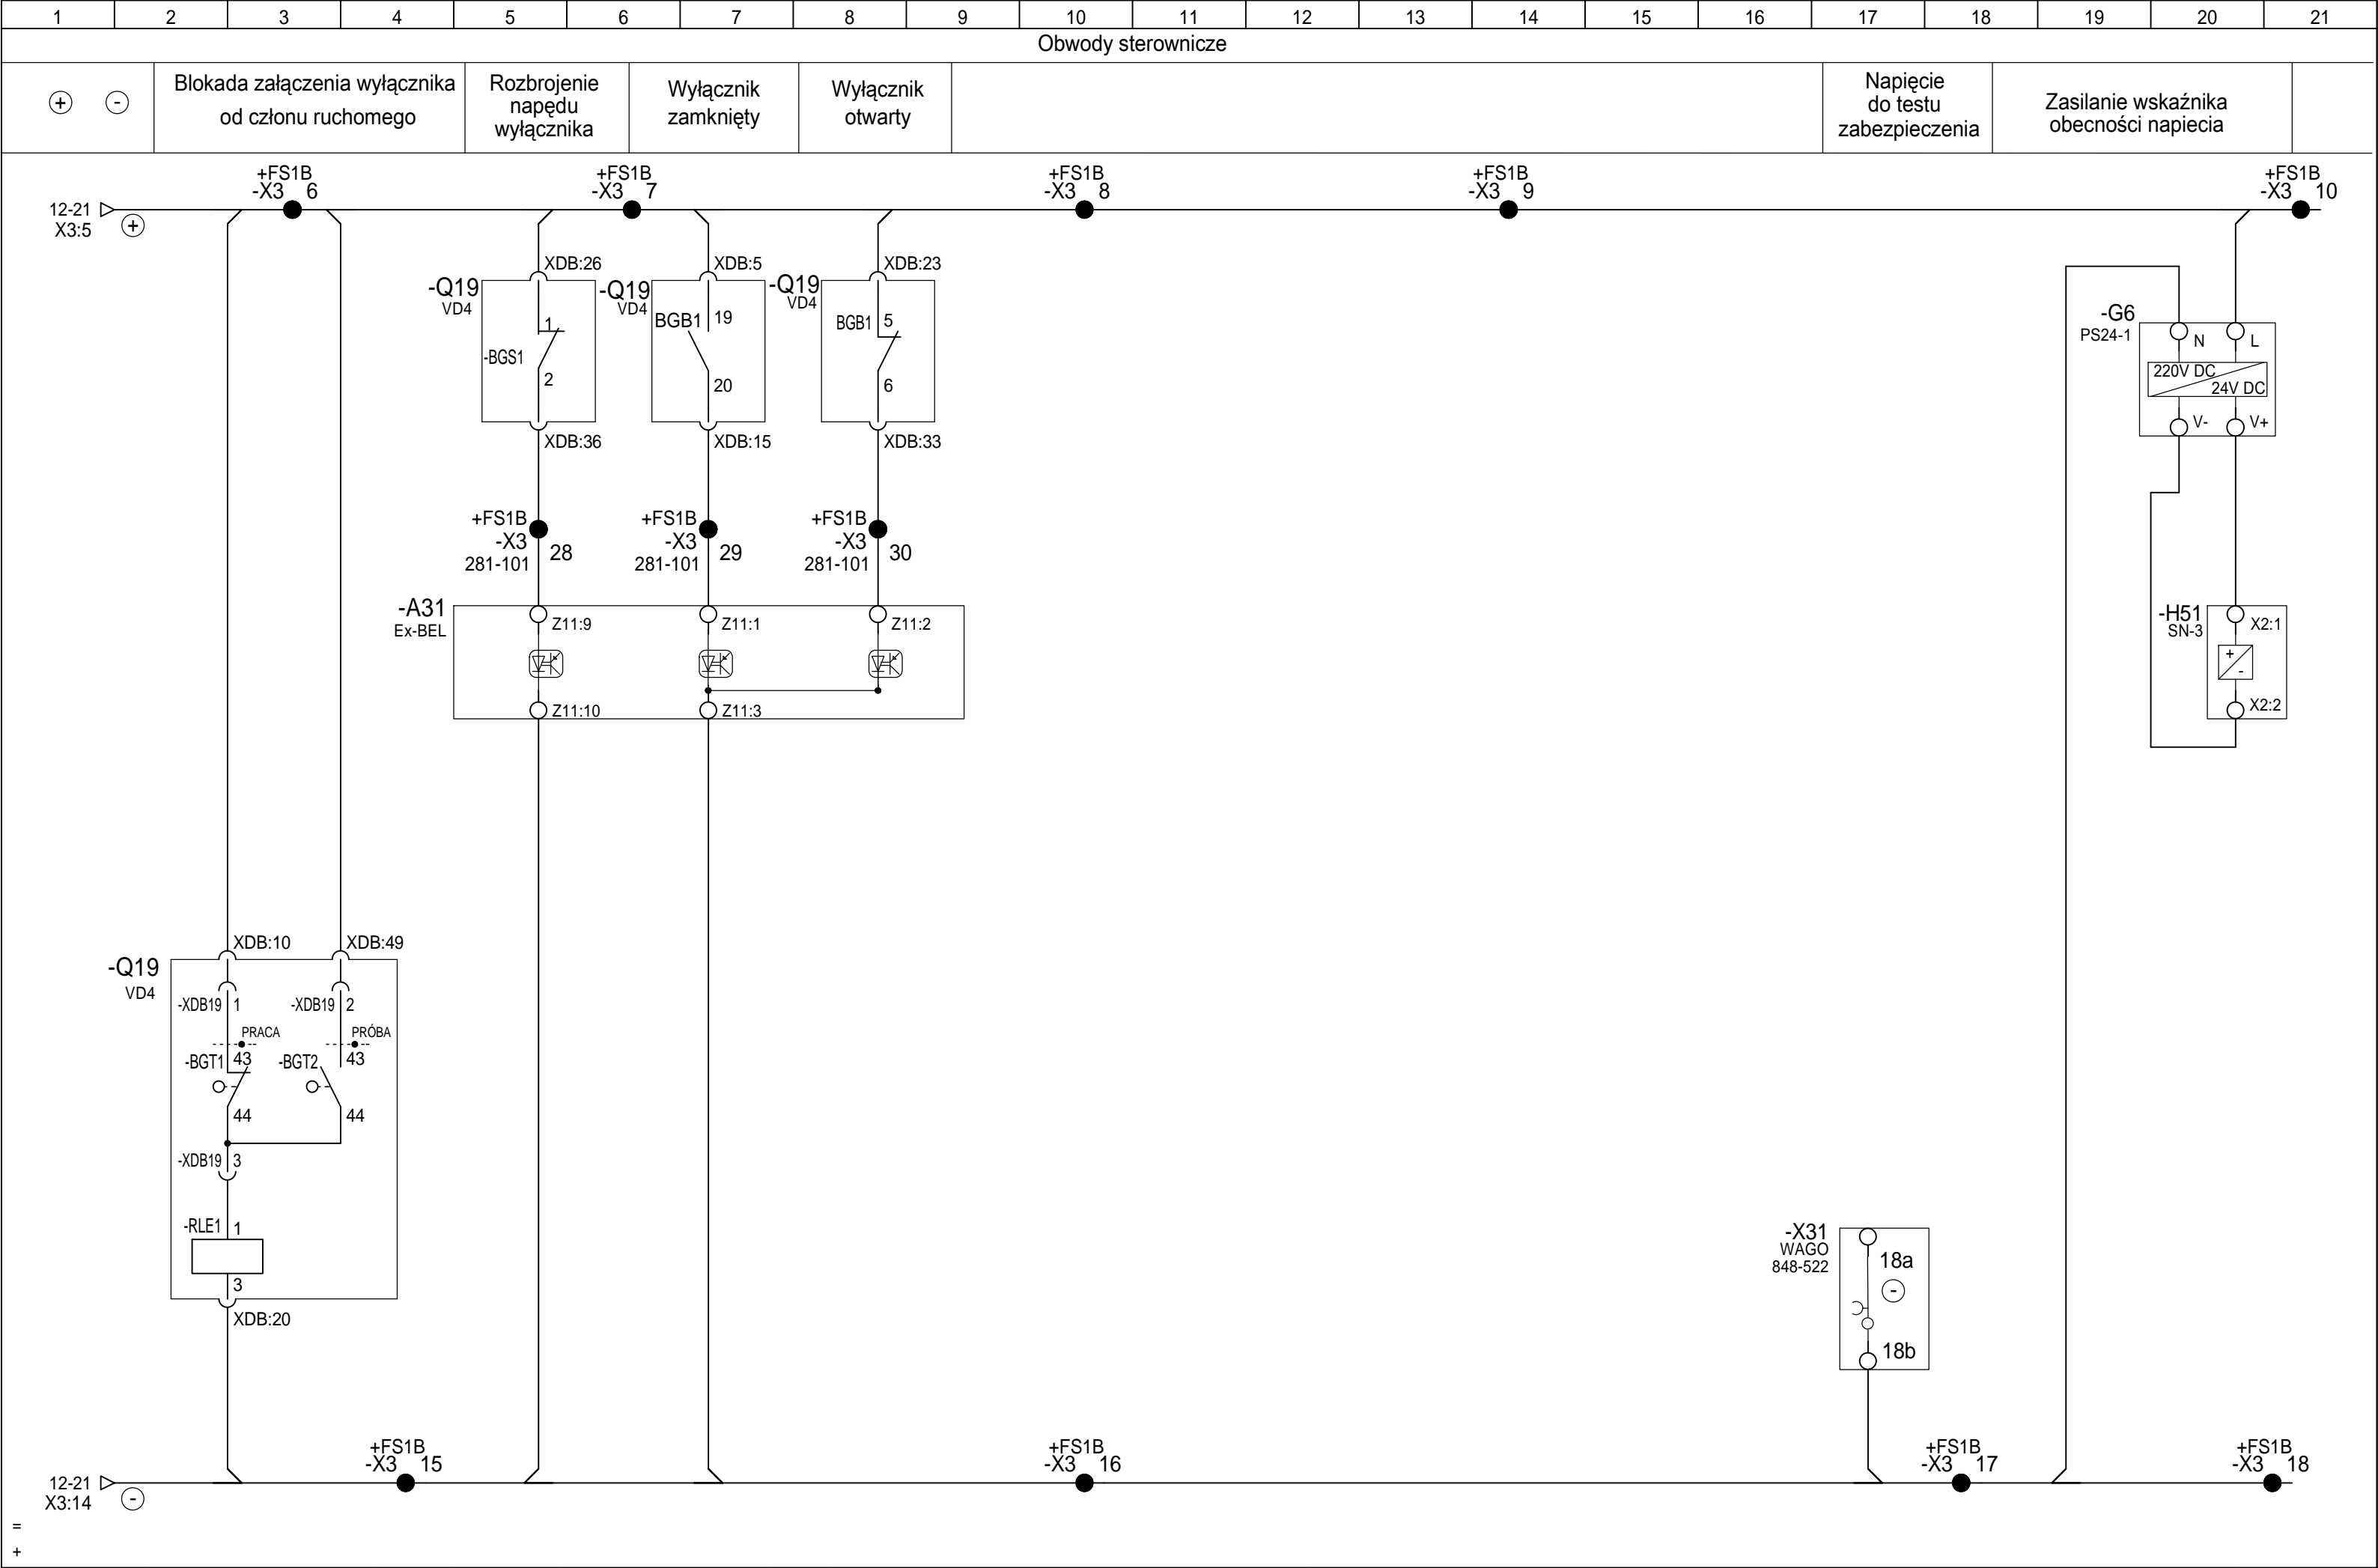 1 2 3 4 5 6 7 8 9 10 11 12 13 14 15 16 17 18 19 20 21
Obwody sterownicze
+ -
Blokada załączenia wyłącznika
od członu ruchomego
Rozbrojenie
napędu
wyłącznika
Wyłącznik
zamknięty
Wyłącznik
otwarty
Napięcie
do testu
zabezpieczenia
Zasilanie wskaźnika
obecności napiecia
12-21
X3:5
+
+FS1B
-X3 6
+FS1B
-X3 7
+FS1B
-X3 8
+FS1B
-X3 9
+FS1B
-X3 10
XDB:26
-Q19
VD4
1
-BGS1
2
XDB:36
+FS1B
-X3
28
281-101
XDB:5
-Q19
VD4
BGB1 19
20
XDB:15
+FS1B
-X3
29
281-101
XDB:23
-Q19
VD4
BGB1 5
6
XDB:33
+FS1B
-X3
30
281-101
-A31
Ex-BEL
Z11:9
Z11:1
Z11:2
Z11:10
Z11:3
-G6
PS24-1
N L
220V DC
24V DC
V- V+
-H51
SN-3
X2:1
+
-
X2:2
XDB:10 XDB:49
-Q19
VD4
-XDB19 1
-XDB19 2
PRACA
PRÓBA
-BGT1 43
-BGT2 43
44
44
-XDB19 3
-RLE1 1
3
XDB:20
-X31
WAGO
848-522
18a
-
18b
12-21
X3:14
-
+FS1B
-X3 15
+FS1B
-X3 16
+FS1B
-X3 17
+FS1B
-X3 18
=
+